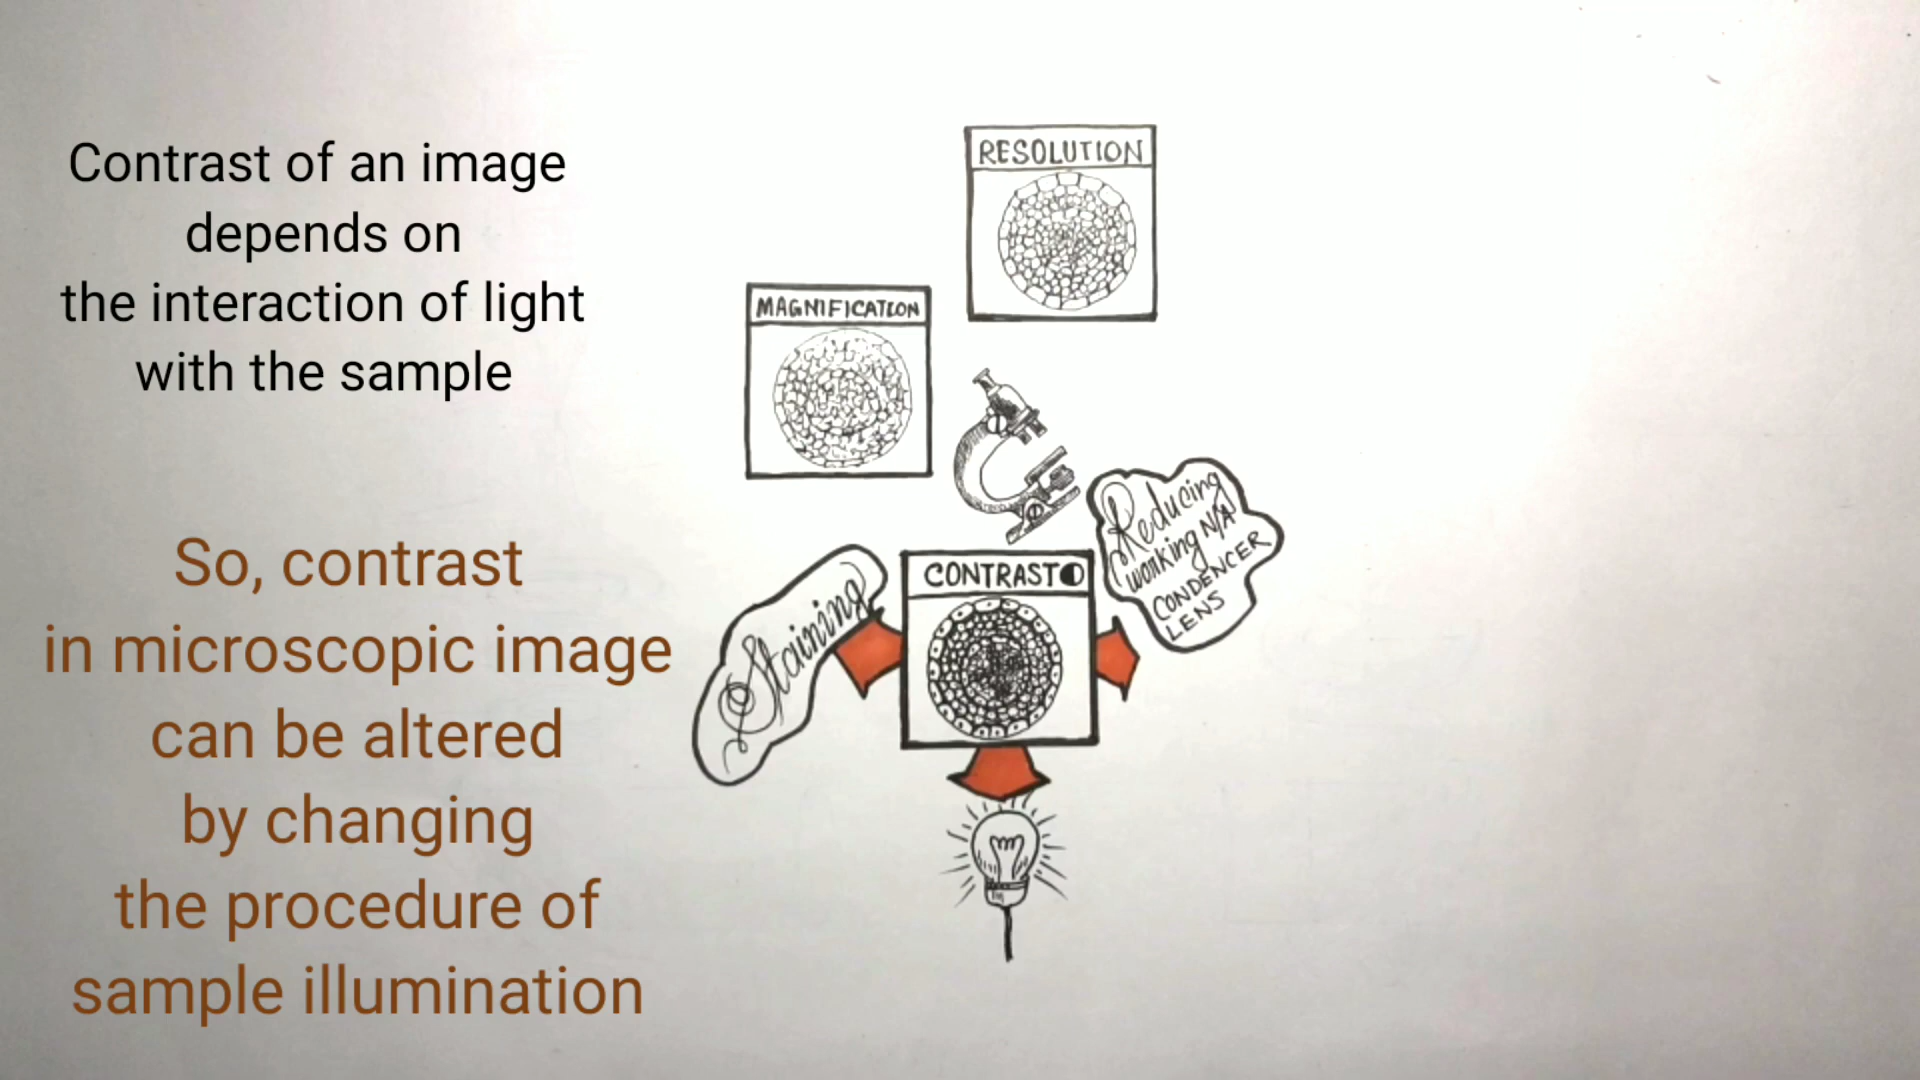 Contrast of an image
depends on
the interaction of light
with the sample
So, contrast
in microscopic image
can be altered
by changing
the procedure of
sample illumination
RESOLUTION
MAGNIFICATION
CONTRAST
Staining
Reducing
working N/A
CONDENCER
LENS